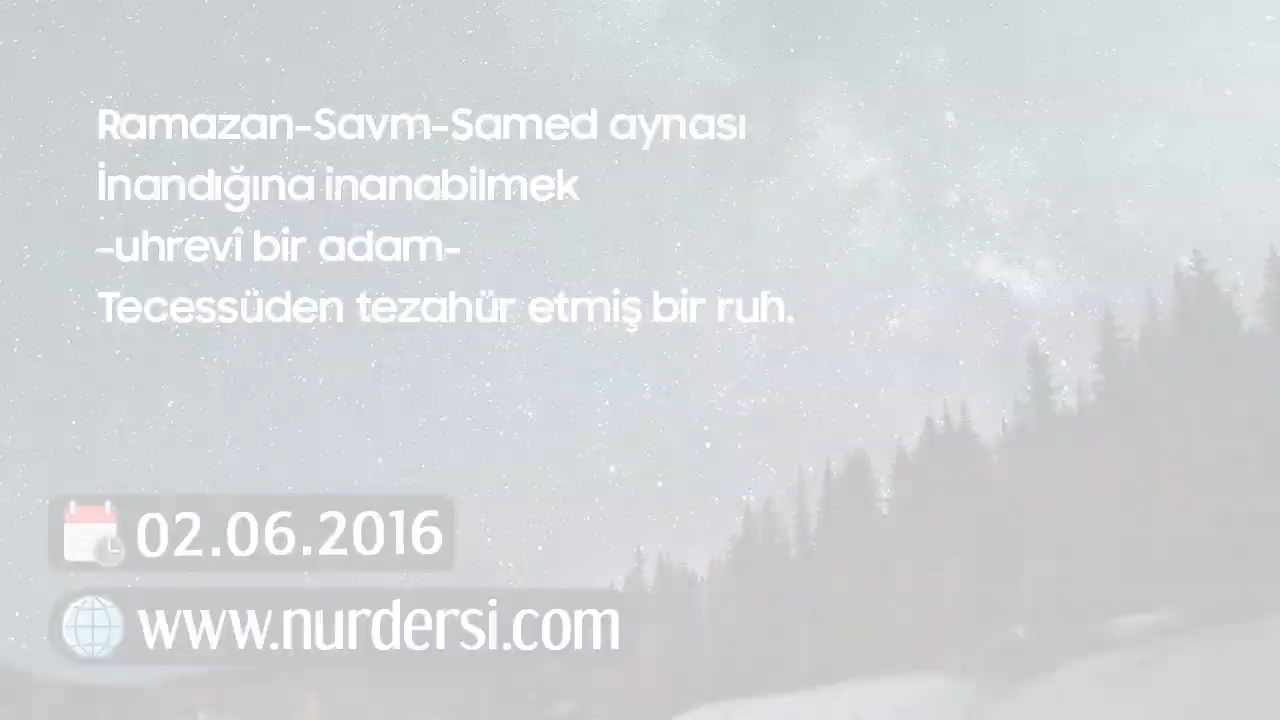 Ramazan-Savm-Samed aynası
İnandığına inanabilmek
-uhrevî bir adam-
Tecessüden tezahür etmiş bir ruh.
02.06.2016
www.nurdersi.com